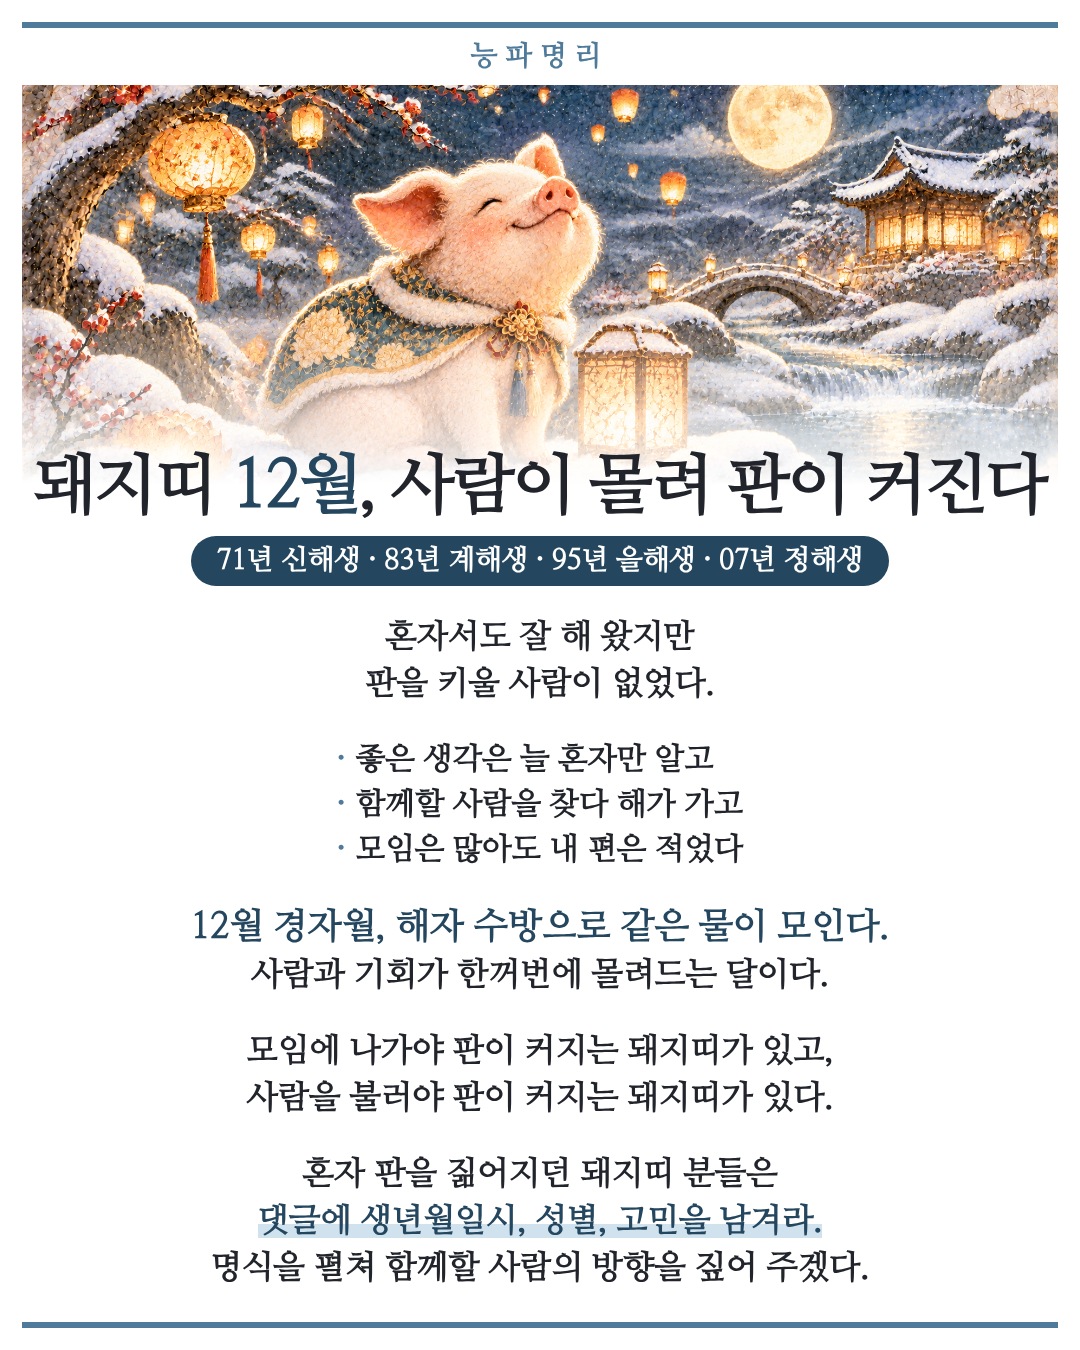 능파명리
돼지띠 12월, 사람이 몰려 판이 커진다
71년 신해생 · 83년 계해생 · 95년 을해생 · 07년 정해생
혼자서도 잘 해 왔지만
판을 키울 사람이 없었다.
· 좋은 생각은 늘 혼자만 알고
· 함께할 사람을 찾다 해가 가고
· 모임은 많아도 내 편은 적었다
12월 경자월, 해자 수방으로 같은 물이 모인다.
사람과 기회가 한꺼번에 몰려드는 달이다.
모임에 나가야 판이 커지는 돼지띠가 있고,
사람을 불러야 판이 커지는 돼지띠가 있다.
혼자 판을 짊어지던 돼지띠 분들은
댓글에 생년월일시, 성별, 고민을 남겨라.
명식을 펼쳐 함께할 사람의 방향을 짚어 주겠다.